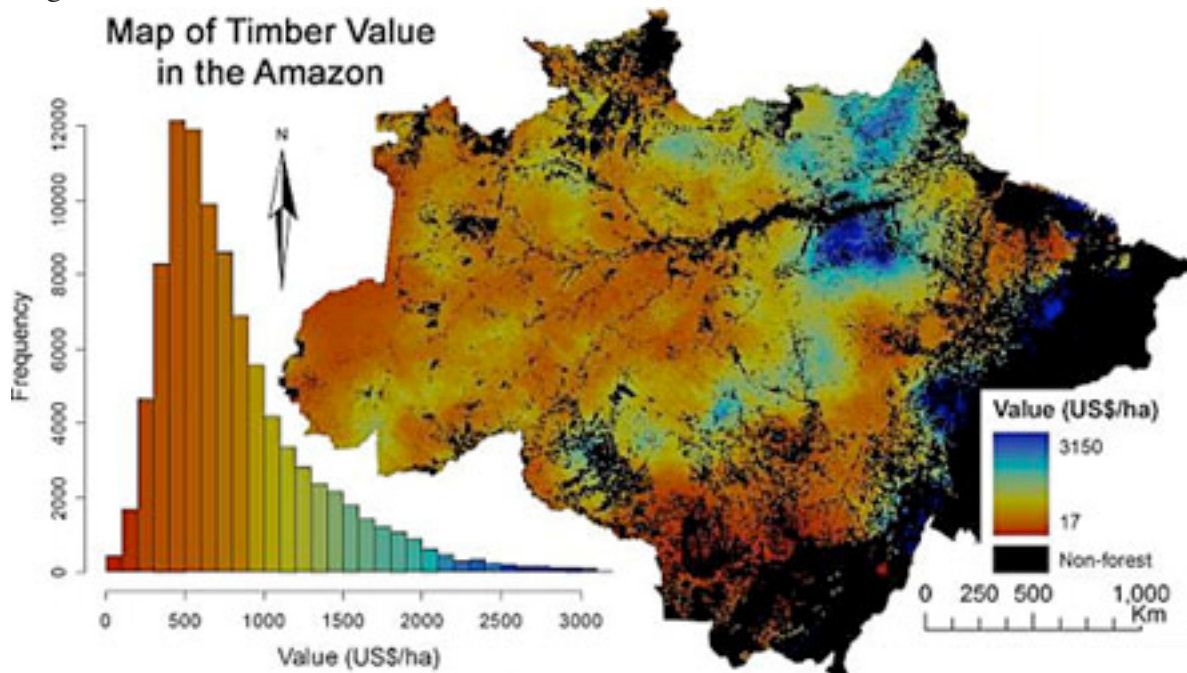 Map of Timber Value
in the Amazon
N
Frequency
12000
10000
8000
6000
4000
2000
0
0 500 1000 1500 2000 2500 3000
Value (US$/ha)
Value (US$/ha)
3150
17
Non-forest
0 250 500 1,000
Km